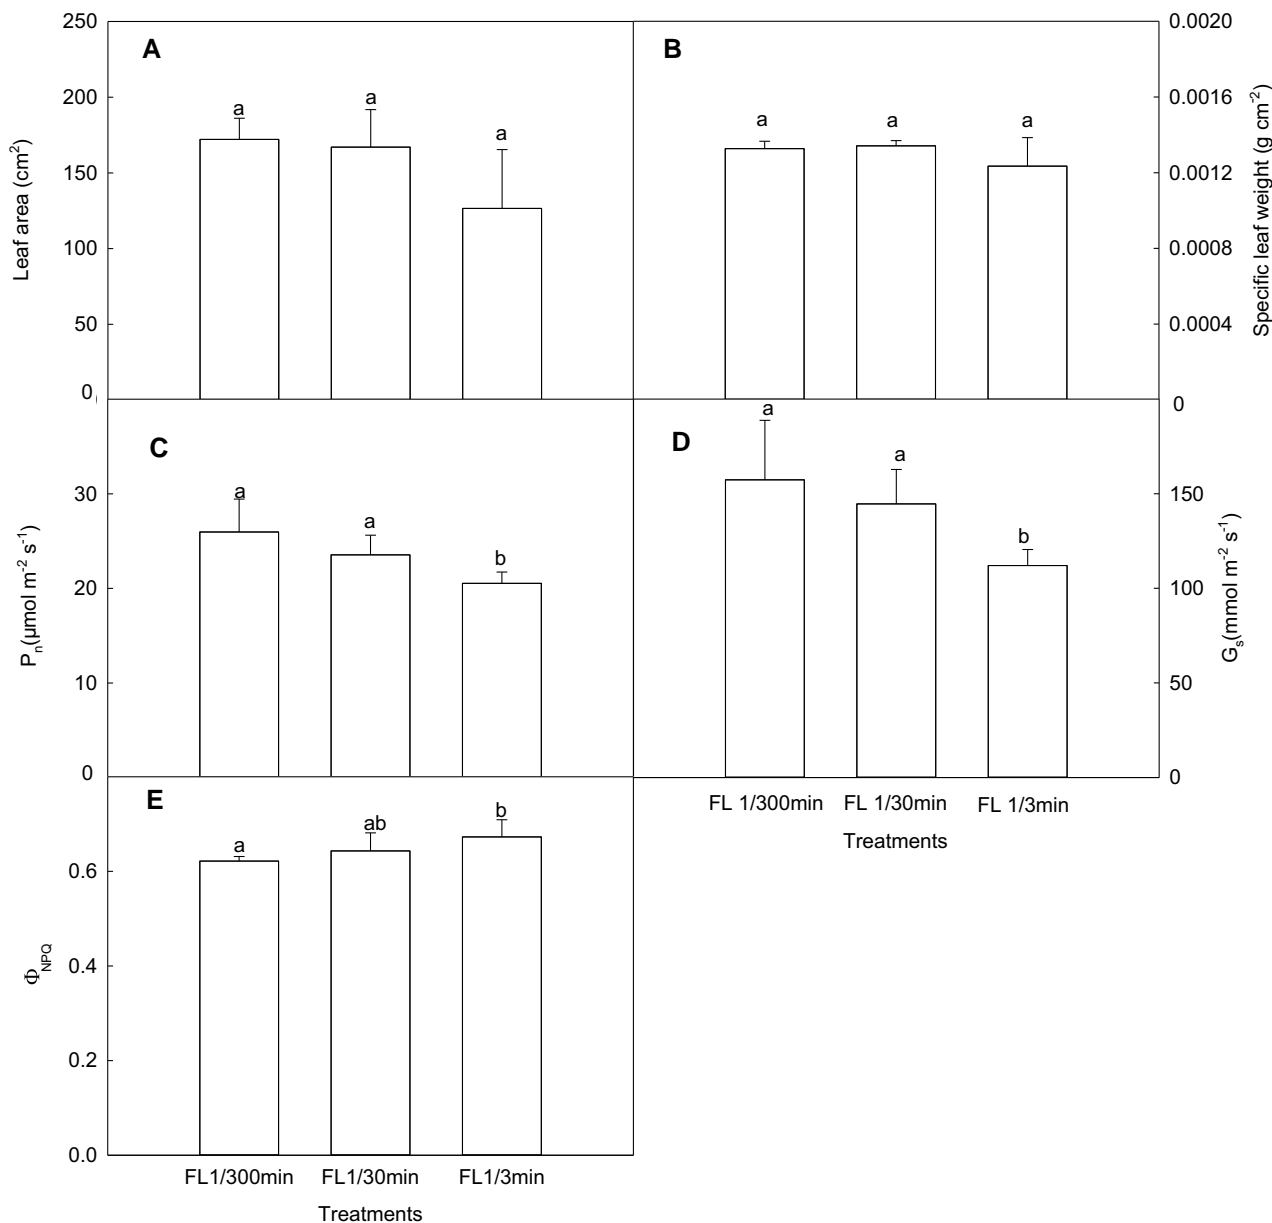 A
250
200
150
100
50
0
Leaf area (cm²)
a
a
a
B
0.0020
0.0016
0.0012
0.0008
0.0004
0
Specific leaf weight (g cm⁻²)
a
a
a
C
30
20
10
0
Pₙ(µmol m⁻² s⁻¹)
a
a
b
D
150
100
50
0
Gₛ(mmol m⁻² s⁻¹)
a
a
b
FL 1/300min FL 1/30min FL 1/3min
Treatments
E
0.6
0.4
0.2
0.0
Φ_NPQ
a
ab
b
FL1/300min FL1/30min FL1/3min
Treatments